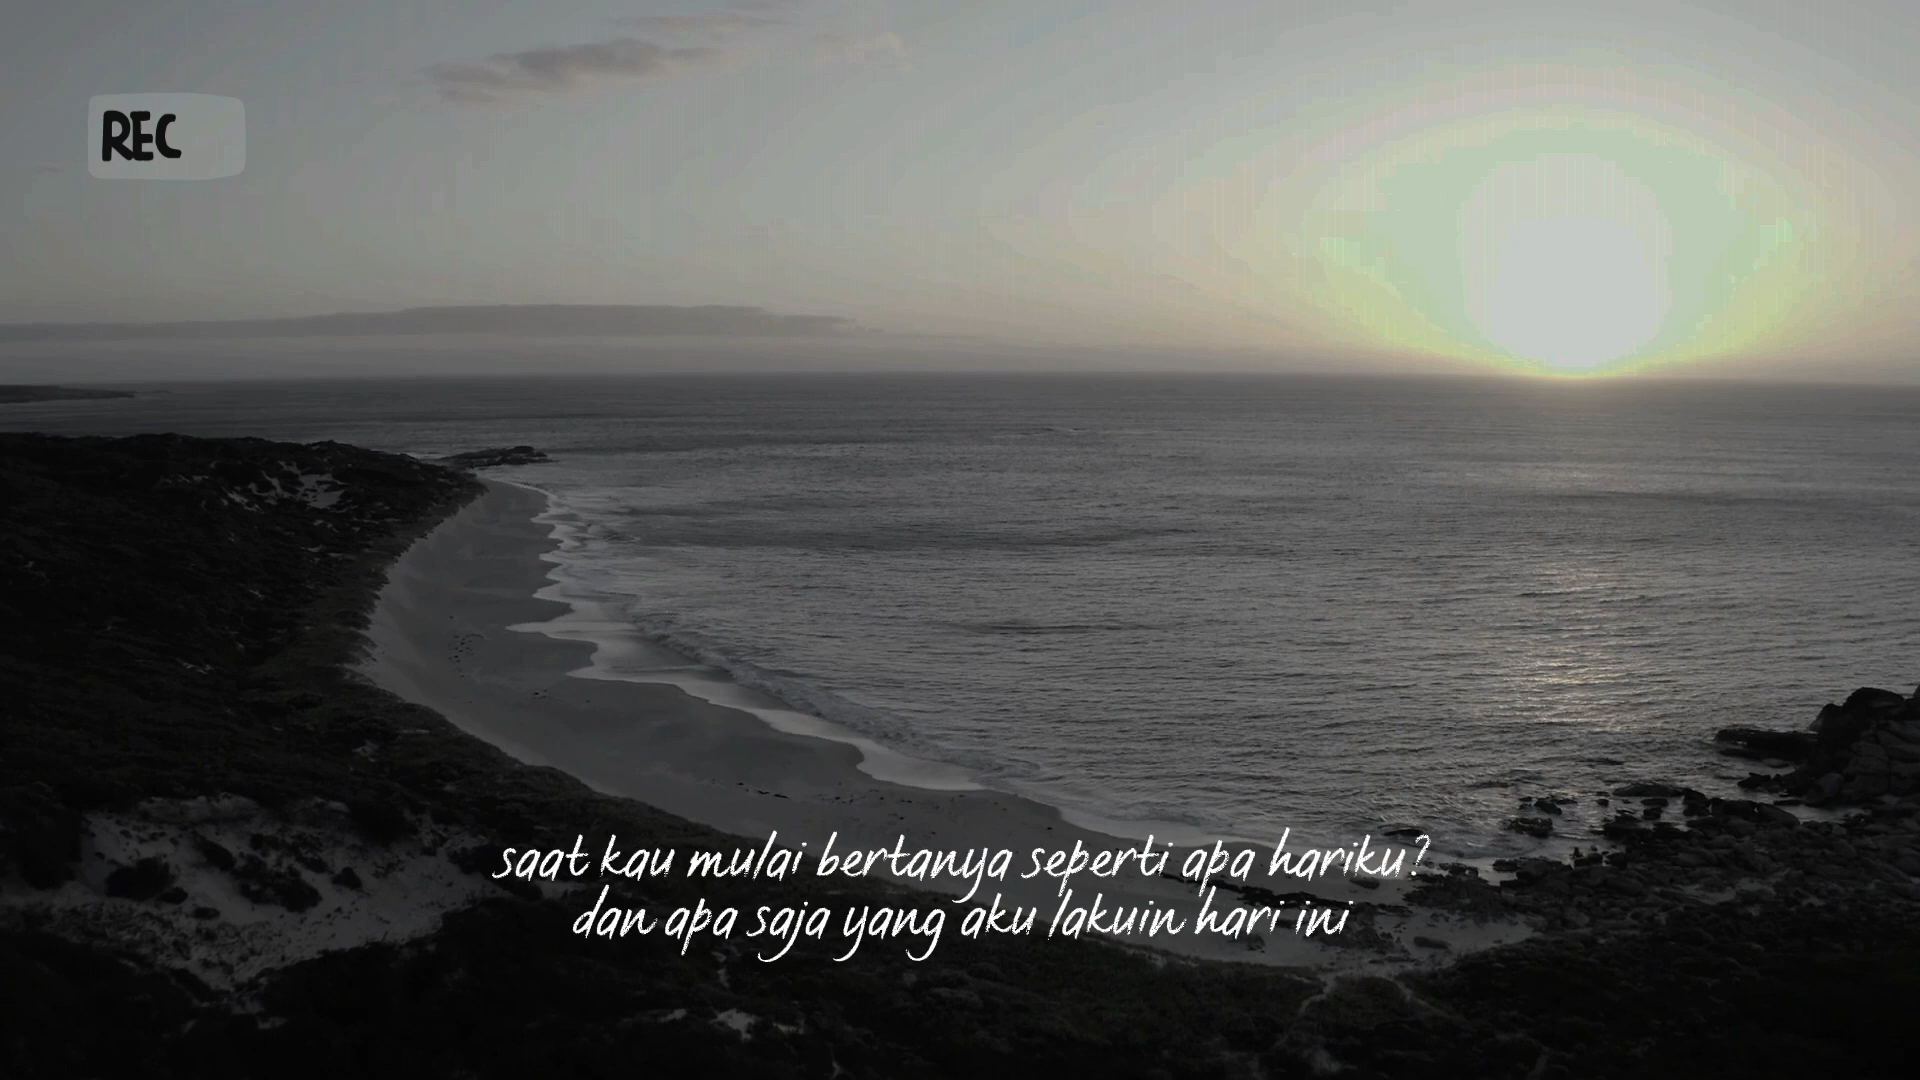 REC
saat kau mulai bertanya seperti apa hariku?
dan apa saja yang aku lakuin hari ini